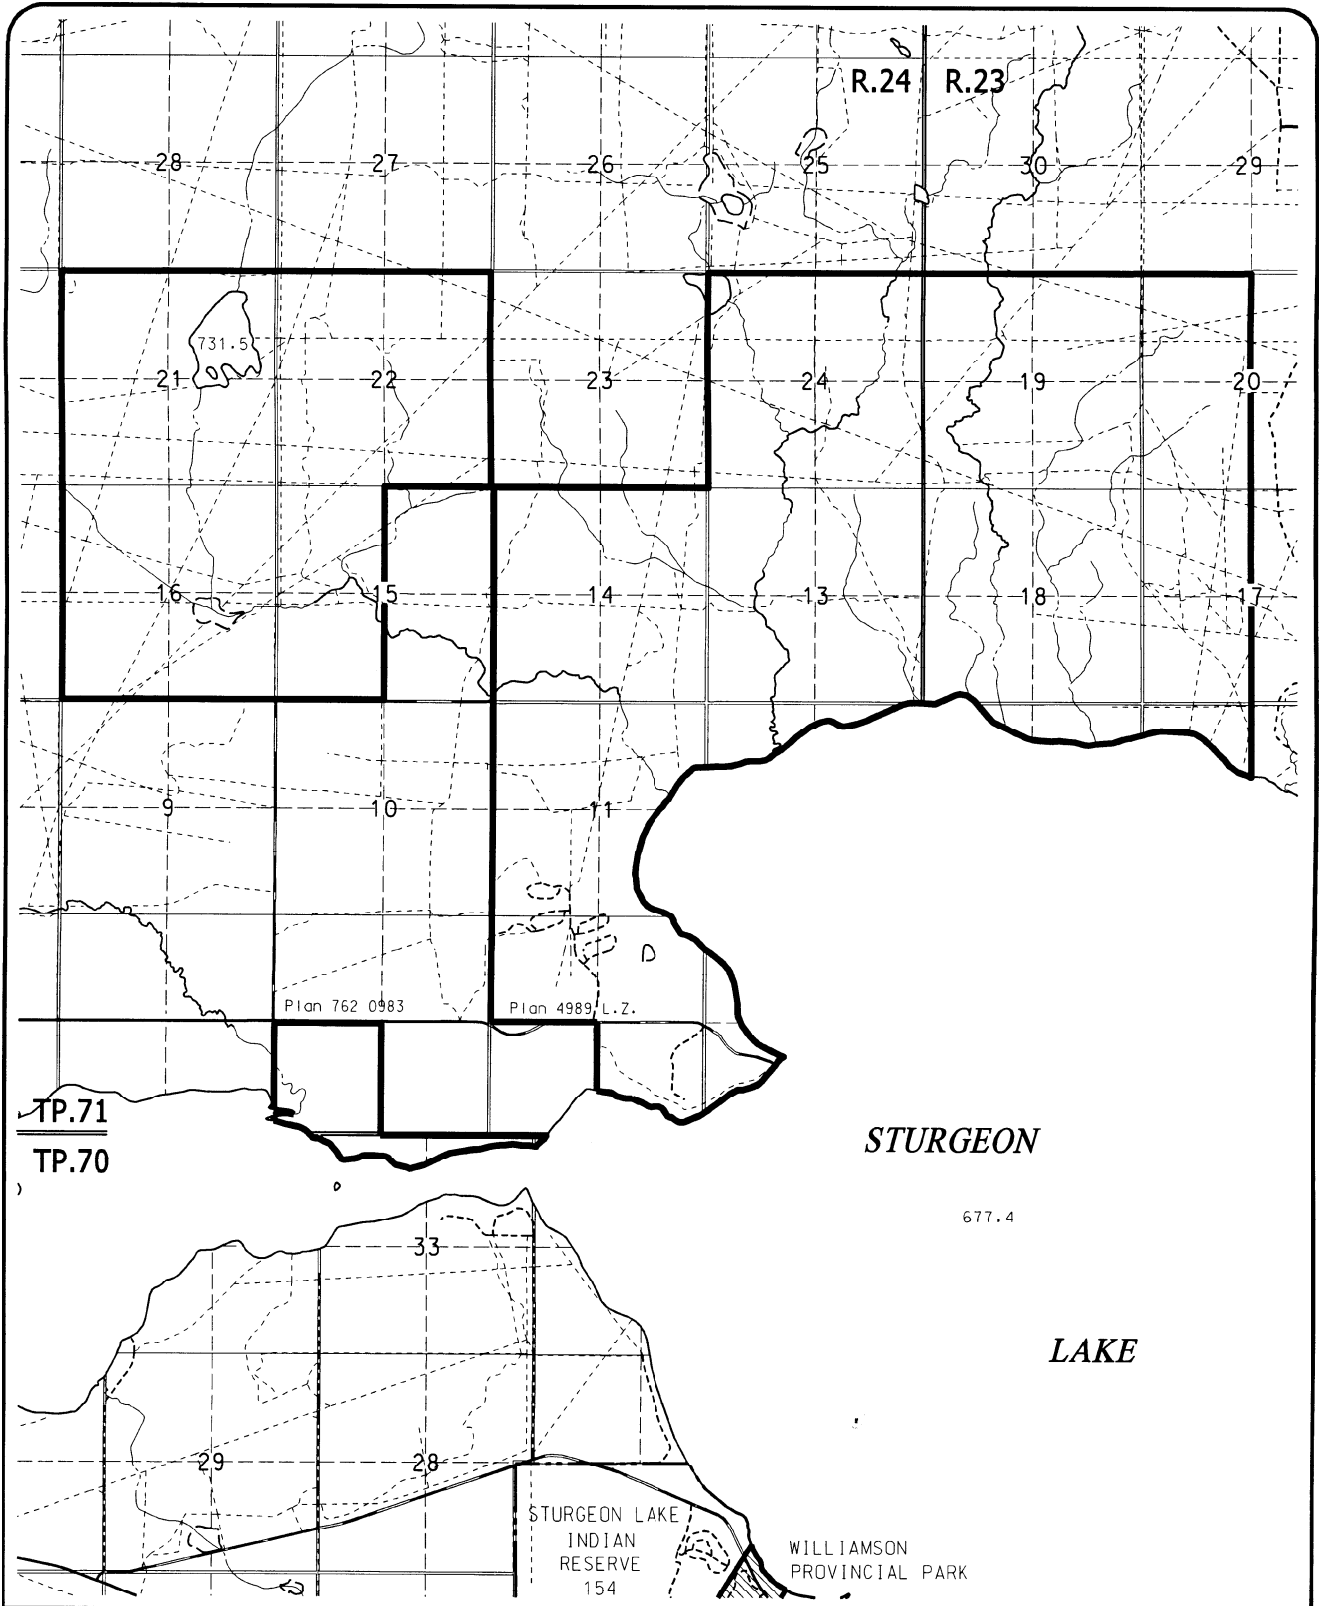 R.24 R.23
28 27 26 25 30 29
731.5
21 22 23 24 19 20
16 15 14 13 18 17
9 10 11
Plan 762 0983 Plan 4989 L.Z.
TP.71
TP.70
STURGEON
677.4
33
LAKE
29 28
STURGEON LAKE
INDIAN
RESERVE
154
WILLIAMSON
PROVINCIAL PARK